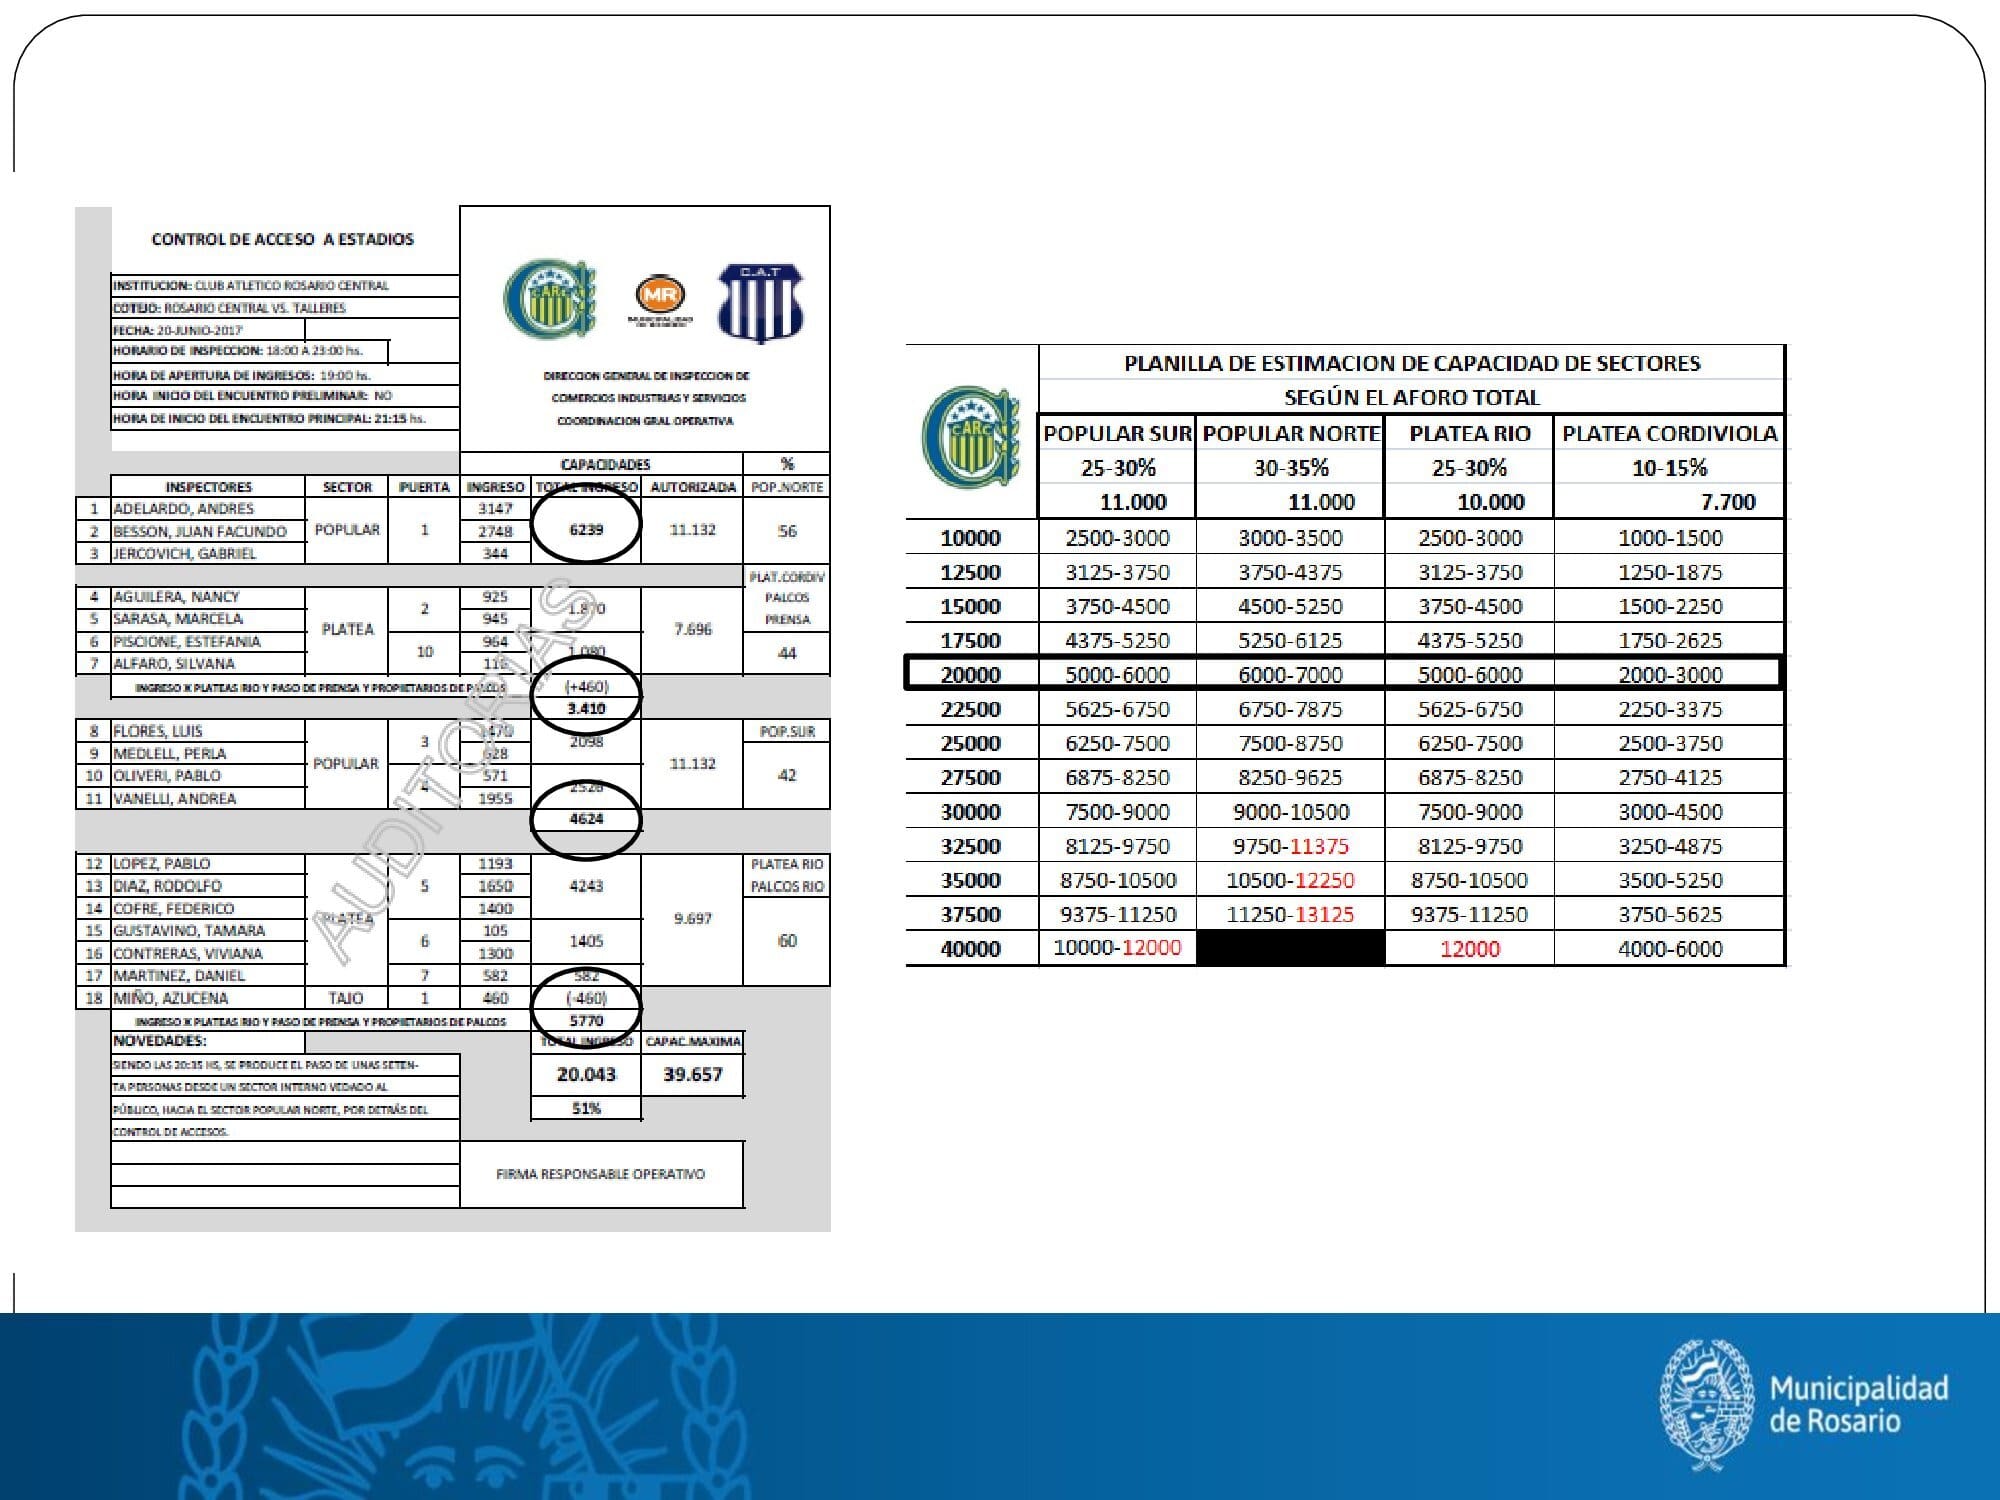 CONTROL DE ACCESO A ESTADIOS
INSTITUCION: CLUB ATLETICO ROSARIO CENTRAL
COTEJO: ROSARIO CENTRAL VS. TALLERES
FECHA: 20-JUNIO-2017
HORARIO DE INSPECCION: 18:00 A 23:00 hs.
HORA DE APERTURA DE INGRESOS: 19:00 hs.
HORA INICIO DEL ENCUENTRO PRELIMINAR: NO
HORA DE INICIO DEL ENCUENTRO PRINCIPAL: 21:15 hs.
CARC
MR
MUNICIPALIDAD
DE ROSARIO
C.A.T
DIRECCION GENERAL DE INSPECCION DE
COMERCIOS INDUSTRIAS Y SERVICIOS
COORDINACION GRAL OPERATIVA
CAPACIDADES %
INSPECTORES SECTOR PUERTA INGRESO TOTAL INGRESO AUTORIZADA POP.NORTE
1 ADELARDO, ANDRES 3147
2 BESSON, JUAN FACUNDO POPULAR 1 2748 6239 11.132 56
3 JERCOVICH, GABRIEL 344
PLAT.CORDIV
4 AGUILERA, NANCY 2 925 1.870 PALCOS
5 SARASA, MARCELA PLATEA 945 7.696 PRENSA
6 PISCIONE, ESTEFANIA 10 964 1.080 44
7 ALFARO, SILVANA
INGRESO X PLATEAS RIO Y PASO DE PRENSA Y PROPIETARIOS DE PALCOS (+460)
3.410
8 FLORES, LUIS 3 1470 2098 POP.SUR
9 MEDLELL, PERLA POPULAR 628 11.132
10 OLIVERI, PABLO 4 571 2526 42
11 VANELLI, ANDREA 1955
4624
12 LOPEZ, PABLO 1193 PLATEA RIO
13 DIAZ, RODOLFO 5 1650 4243 PALCOS RIO
14 COFRE, FEDERICO PLATEA 1400 9.697
15 GUSTAVINO, TAMARA 6 105 1405 60
16 CONTRERAS, VIVIANA 1300
17 MARTINEZ, DANIEL 7 582 582
18 MIÑO, AZUCENA TAJO 1 460 (-460)
INGRESO X PLATEAS RIO Y PASO DE PRENSA Y PROPIETARIOS DE PALCOS 5770
NOVEDADES: TOTAL INGRESO CAPAC.MAXIMA
SIENDO LAS 20:35 HS, SE PRODUCE EL PASO DE UNAS SETEN-
TA PERSONAS DESDE UN SECTOR INTERNO VEDADO AL
PÚBLICO, HACIA EL SECTOR POPULAR NORTE, POR DETRÁS DEL
CONTROL DE ACCESOS.
20.043 39.657
51%
FIRMA RESPONSABLE OPERATIVO
AUDITORIAS
PLANILLA DE ESTIMACION DE CAPACIDAD DE SECTORES
SEGÚN EL AFORO TOTAL
CARC
POPULAR SUR POPULAR NORTE PLATEA RIO PLATEA CORDIVIOLA
25-30% 30-35% 25-30% 10-15%
11.000 11.000 10.000 7.700
10000 2500-3000 3000-3500 2500-3000 1000-1500
12500 3125-3750 3750-4375 3125-3750 1250-1875
15000 3750-4500 4500-5250 3750-4500 1500-2250
17500 4375-5250 5250-6125 4375-5250 1750-2625
20000 5000-6000 6000-7000 5000-6000 2000-3000
22500 5625-6750 6750-7875 5625-6750 2250-3375
25000 6250-7500 7500-8750 6250-7500 2500-3750
27500 6875-8250 8250-9625 6875-8250 2750-4125
30000 7500-9000 9000-10500 7500-9000 3000-4500
32500 8125-9750 9750-11375 8125-9750 3250-4875
35000 8750-10500 10500-12250 8750-10500 3500-5250
37500 9375-11250 11250-13125 9375-11250 3750-5625
40000 10000-12000 12000 4000-6000
Municipalidad
de Rosario